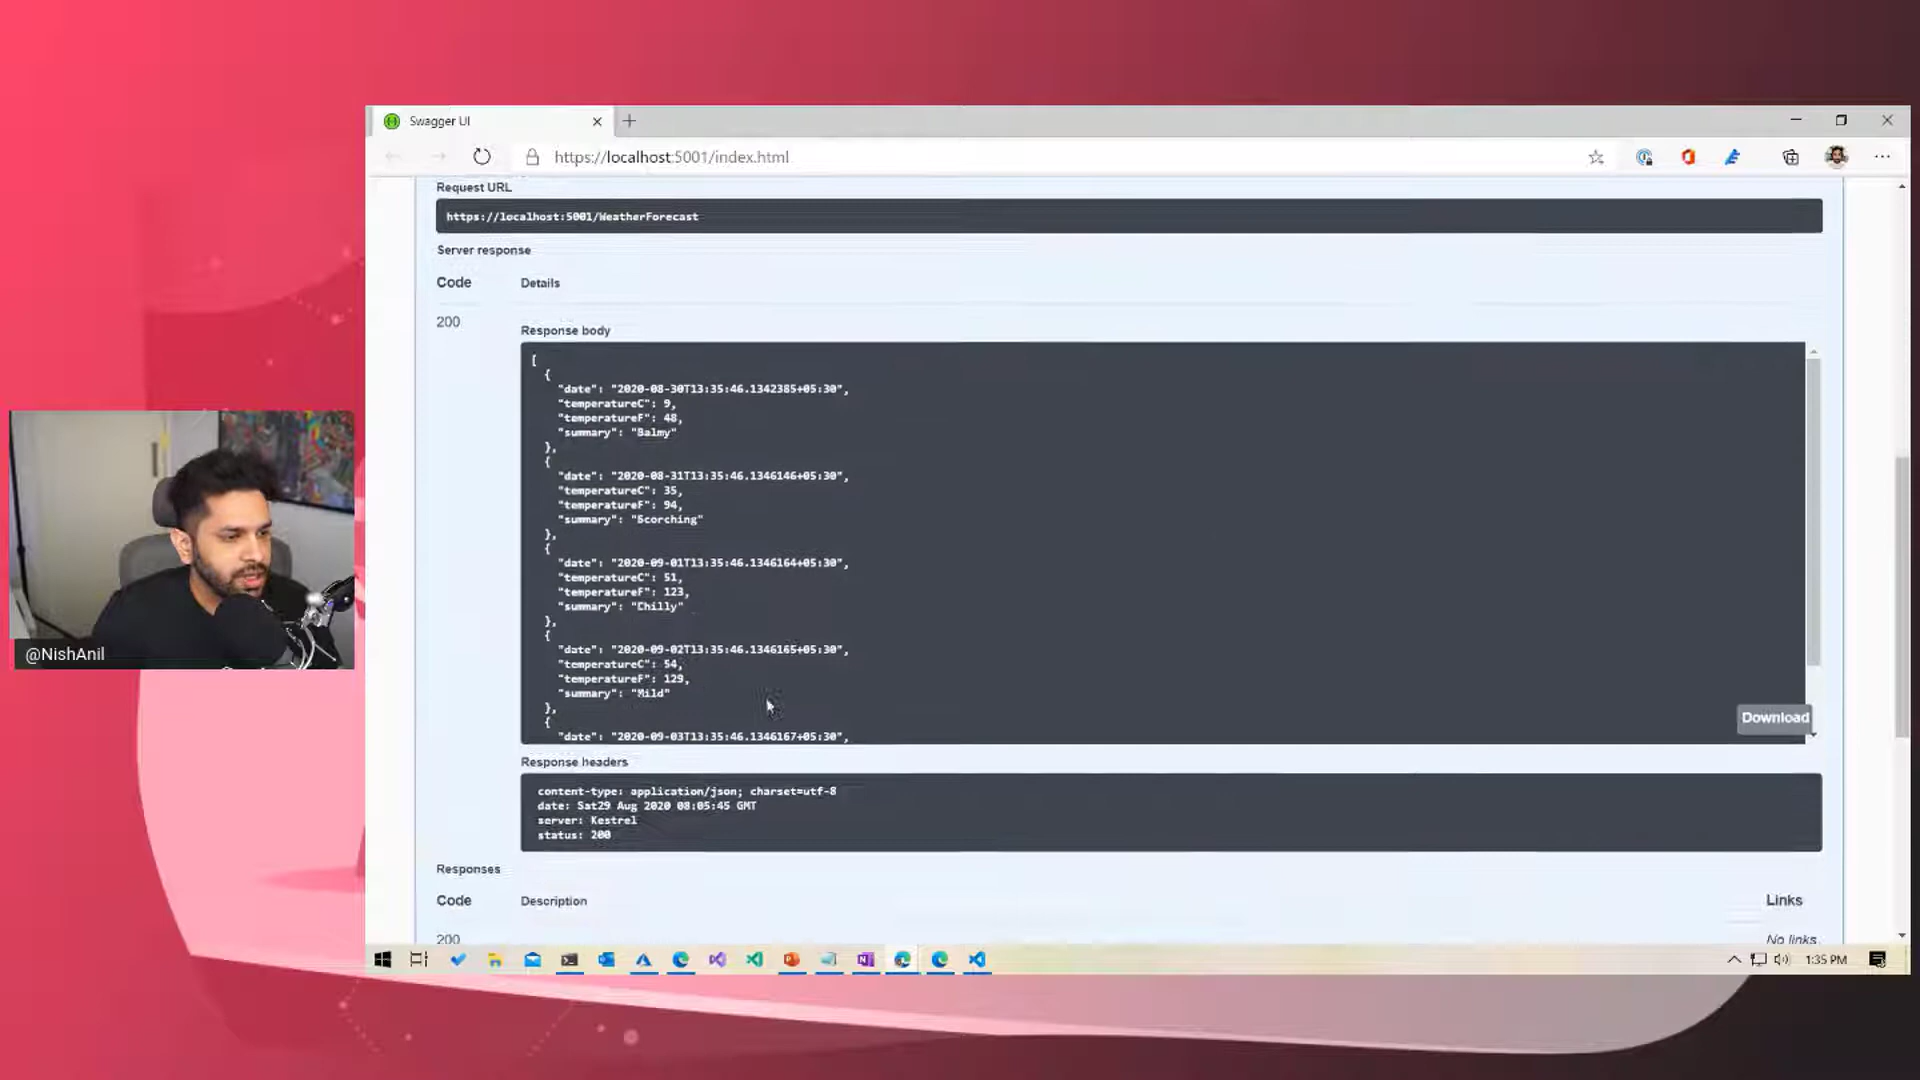 Swagger UI
https://localhost:5001/index.html
Request URL
https://localhost:5001/WeatherForecast
Server response
Code Details
200
Response body
[
{
"date": "2020-08-30T13:35:46.1342385+05:30",
"temperatureC": 9,
"temperatureF": 48,
"summary": "Balmy"
},
{
"date": "2020-08-31T13:35:46.1346146+05:30",
"temperatureC": 35,
"temperatureF": 94,
"summary": "Scorching"
},
{
"date": "2020-09-01T13:35:46.1346164+05:30",
"temperatureC": 51,
"temperatureF": 123,
"summary": "Chilly"
},
{
"date": "2020-09-02T13:35:46.1346165+05:30",
"temperatureC": 54,
"temperatureF": 129,
"summary": "Mild"
},
{
"date": "2020-09-03T13:35:46.1346167+05:30",
Download
Response headers
content-type: application/json; charset=utf-8
date: Sat29 Aug 2020 08:05:45 GMT
server: Kestrel
status: 200
Responses
Code Description Links
200 No links
1:35 PM
@NishAnil